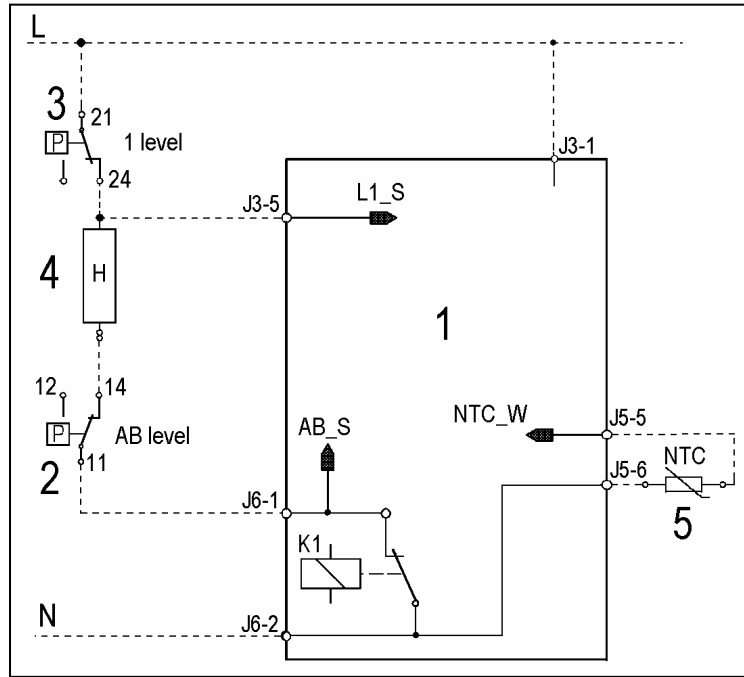 L
3
21
P
1 level
24
J3-1
J3-5
L1_S
4
H
1
12
14
P
AB level
11
2
AB_S
NTC_W
J5-5
J5-6
NTC
5
J6-1
K1
N
J6-2